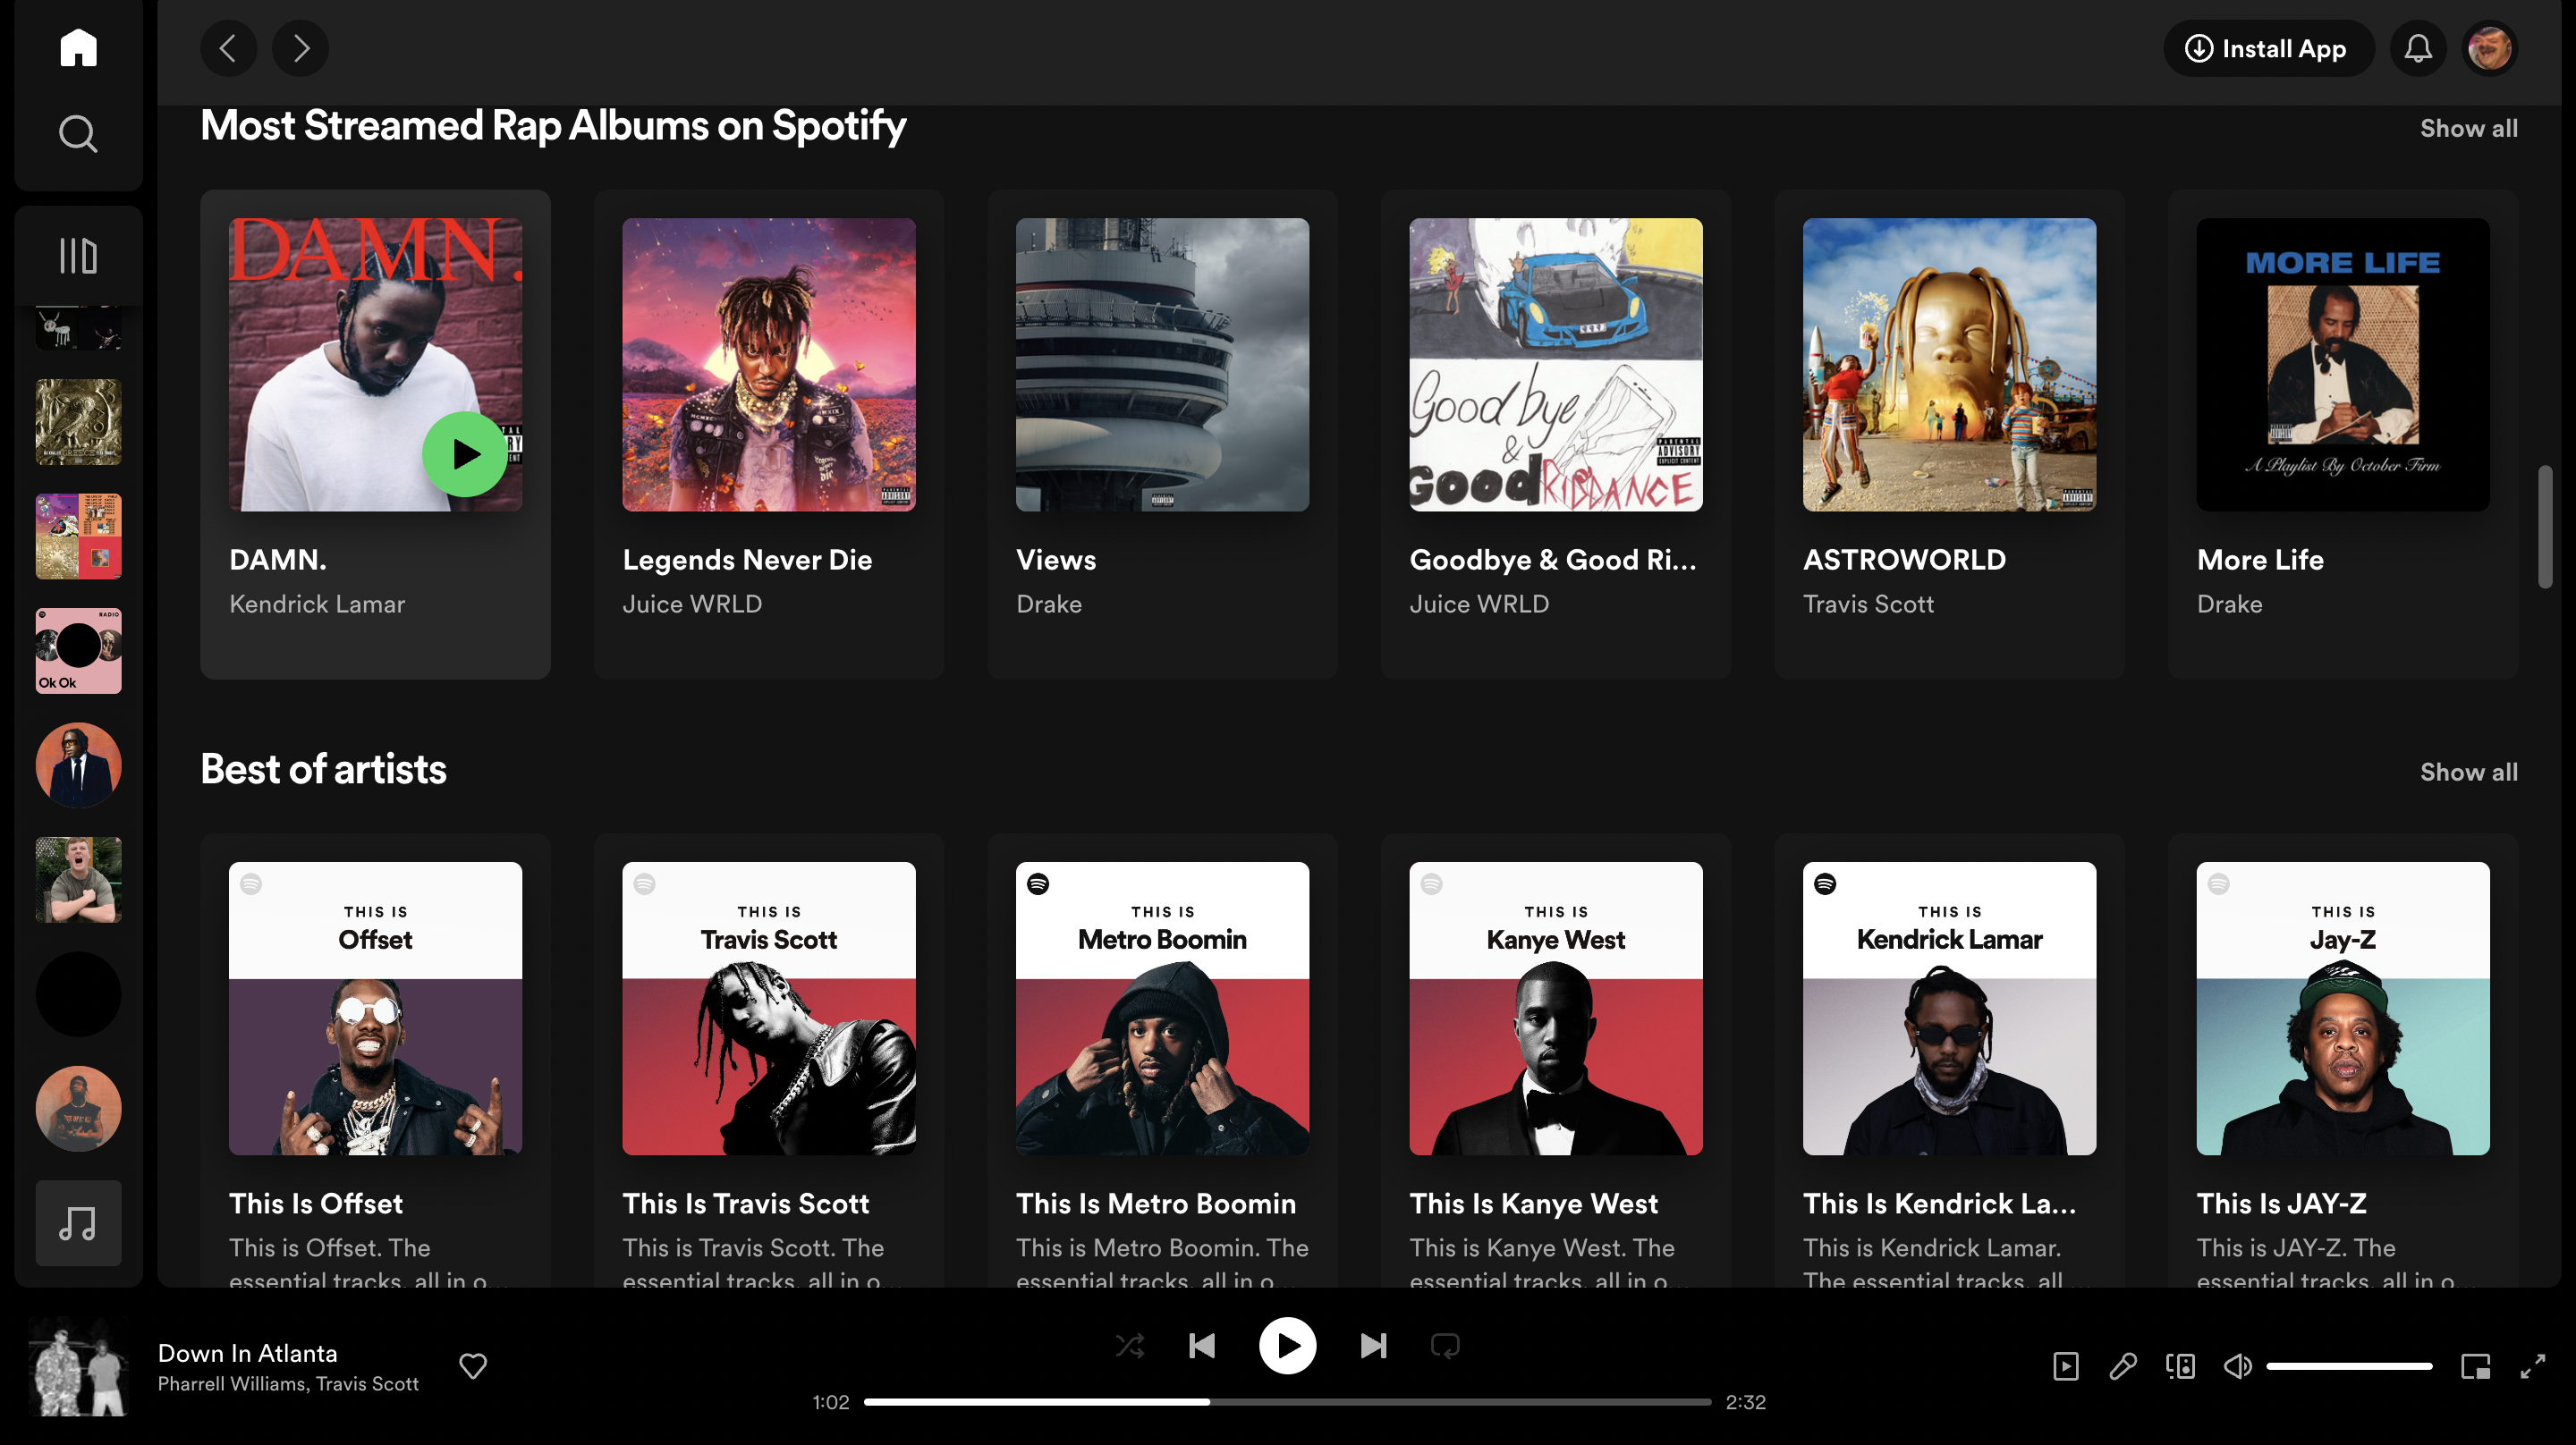 Install App
Most Streamed Rap Albums on Spotify
Show all
DAMN.
MORE LIFE
Goodbye
&
GoodRIDDANCE
PARENTAL
ADVISORY
EXPLICIT CONTENT
A Playlist By October Firm
DAMN.
Kendrick Lamar
Legends Never Die
Juice WRLD
Views
Drake
Goodbye & Good Ri...
Juice WRLD
ASTROWORLD
Travis Scott
More Life
Drake
RADIO
Ok Ok
Best of artists
Show all
THIS IS
Offset
THIS IS
Travis Scott
THIS IS
Metro Boomin
THIS IS
Kanye West
THIS IS
Kendrick Lamar
THIS IS
Jay-Z
This Is Offset
This is Offset. The
essential tracks, all in o...
This Is Travis Scott
This is Travis Scott. The
essential tracks, all in o...
This Is Metro Boomin
This is Metro Boomin. The
essential tracks, all in o...
This Is Kanye West
This is Kanye West. The
essential tracks, all in o...
This Is Kendrick La...
This is Kendrick Lamar.
The essential tracks, all ...
This Is JAY-Z
This is JAY-Z. The
essential tracks, all in o...
Down In Atlanta
Pharrell Williams, Travis Scott
1:02
2:32